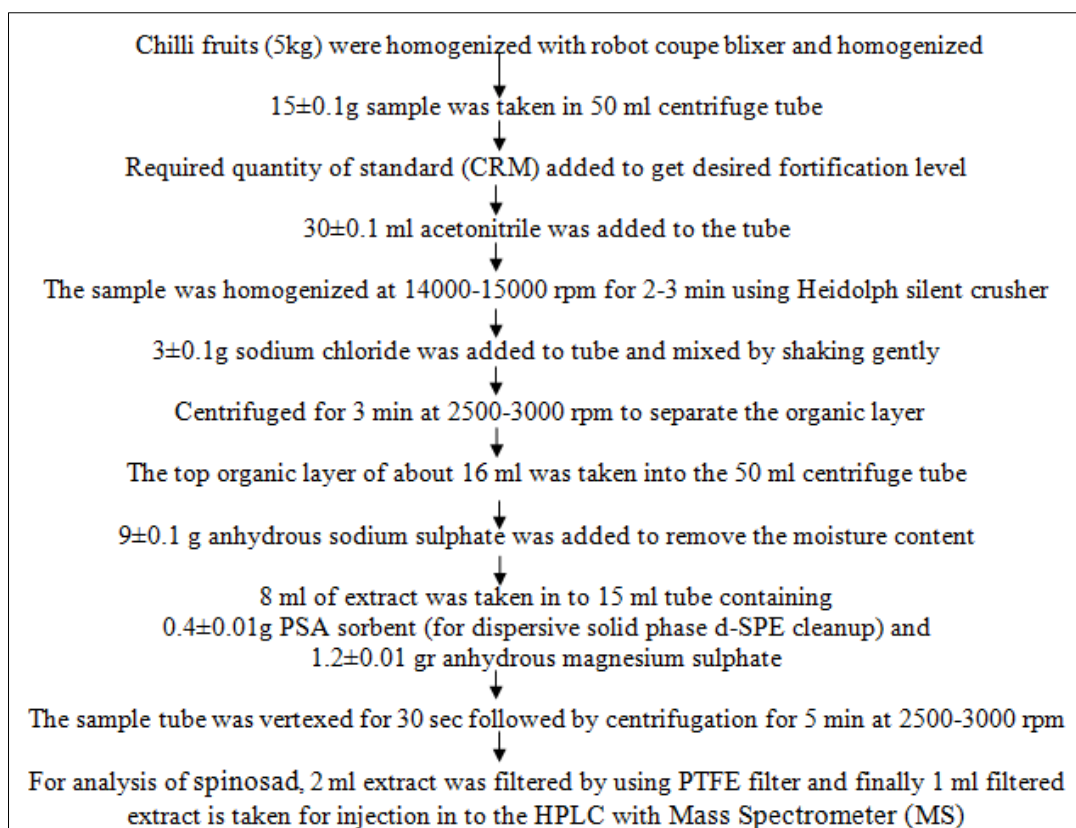 Chilli fruits (5kg) were homogenized with robot coupe blixer and homogenized
15±0.1g sample was taken in 50 ml centrifuge tube
Required quantity of standard (CRM) added to get desired fortification level
30±0.1 ml acetonitrile was added to the tube
The sample was homogenized at 14000-15000 rpm for 2-3 min using Heidolph silent crusher
3±0.1g sodium chloride was added to tube and mixed by shaking gently
Centrifuged for 3 min at 2500-3000 rpm to separate the organic layer
The top organic layer of about 16 ml was taken into the 50 ml centrifuge tube
9±0.1 g anhydrous sodium sulphate was added to remove the moisture content
8 ml of extract was taken in to 15 ml tube containing
0.4±0.01g PSA sorbent (for dispersive solid phase d-SPE cleanup) and
1.2±0.01 gr anhydrous magnesium sulphate
The sample tube was vertexed for 30 sec followed by centrifugation for 5 min at 2500-3000 rpm
For analysis of spinosad, 2 ml extract was filtered by using PTFE filter and finally 1 ml filtered
extract is taken for injection in to the HPLC with Mass Spectrometer (MS)